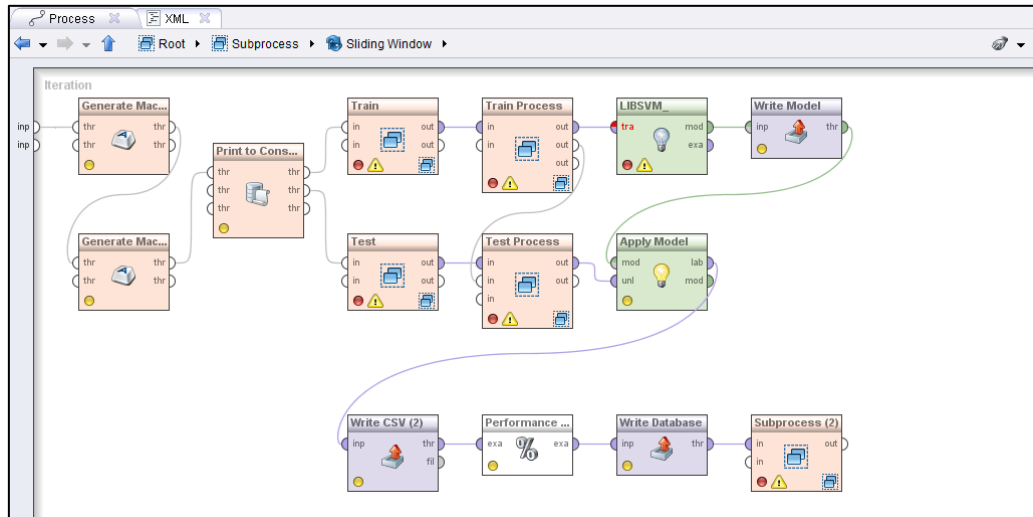 Process
XML
Root
Subprocess
Sliding Window
Iteration
inp
inp
Generate Mac...
thr thr
thr thr
Print to Cons...
thr thr
thr thr
thr thr
Train
in out
in out
Train Process
in out
in out
out
LIBSVM_
tra mod
exa
Write Model
inp thr
Generate Mac...
thr thr
thr thr
Test
in out
in out
Test Process
in out
in out
in
Apply Model
mod lab
unl mod
Write CSV (2)
inp thr
fil
Performance ...
exa % exa
Write Database
inp thr
Subprocess (2)
in out
in